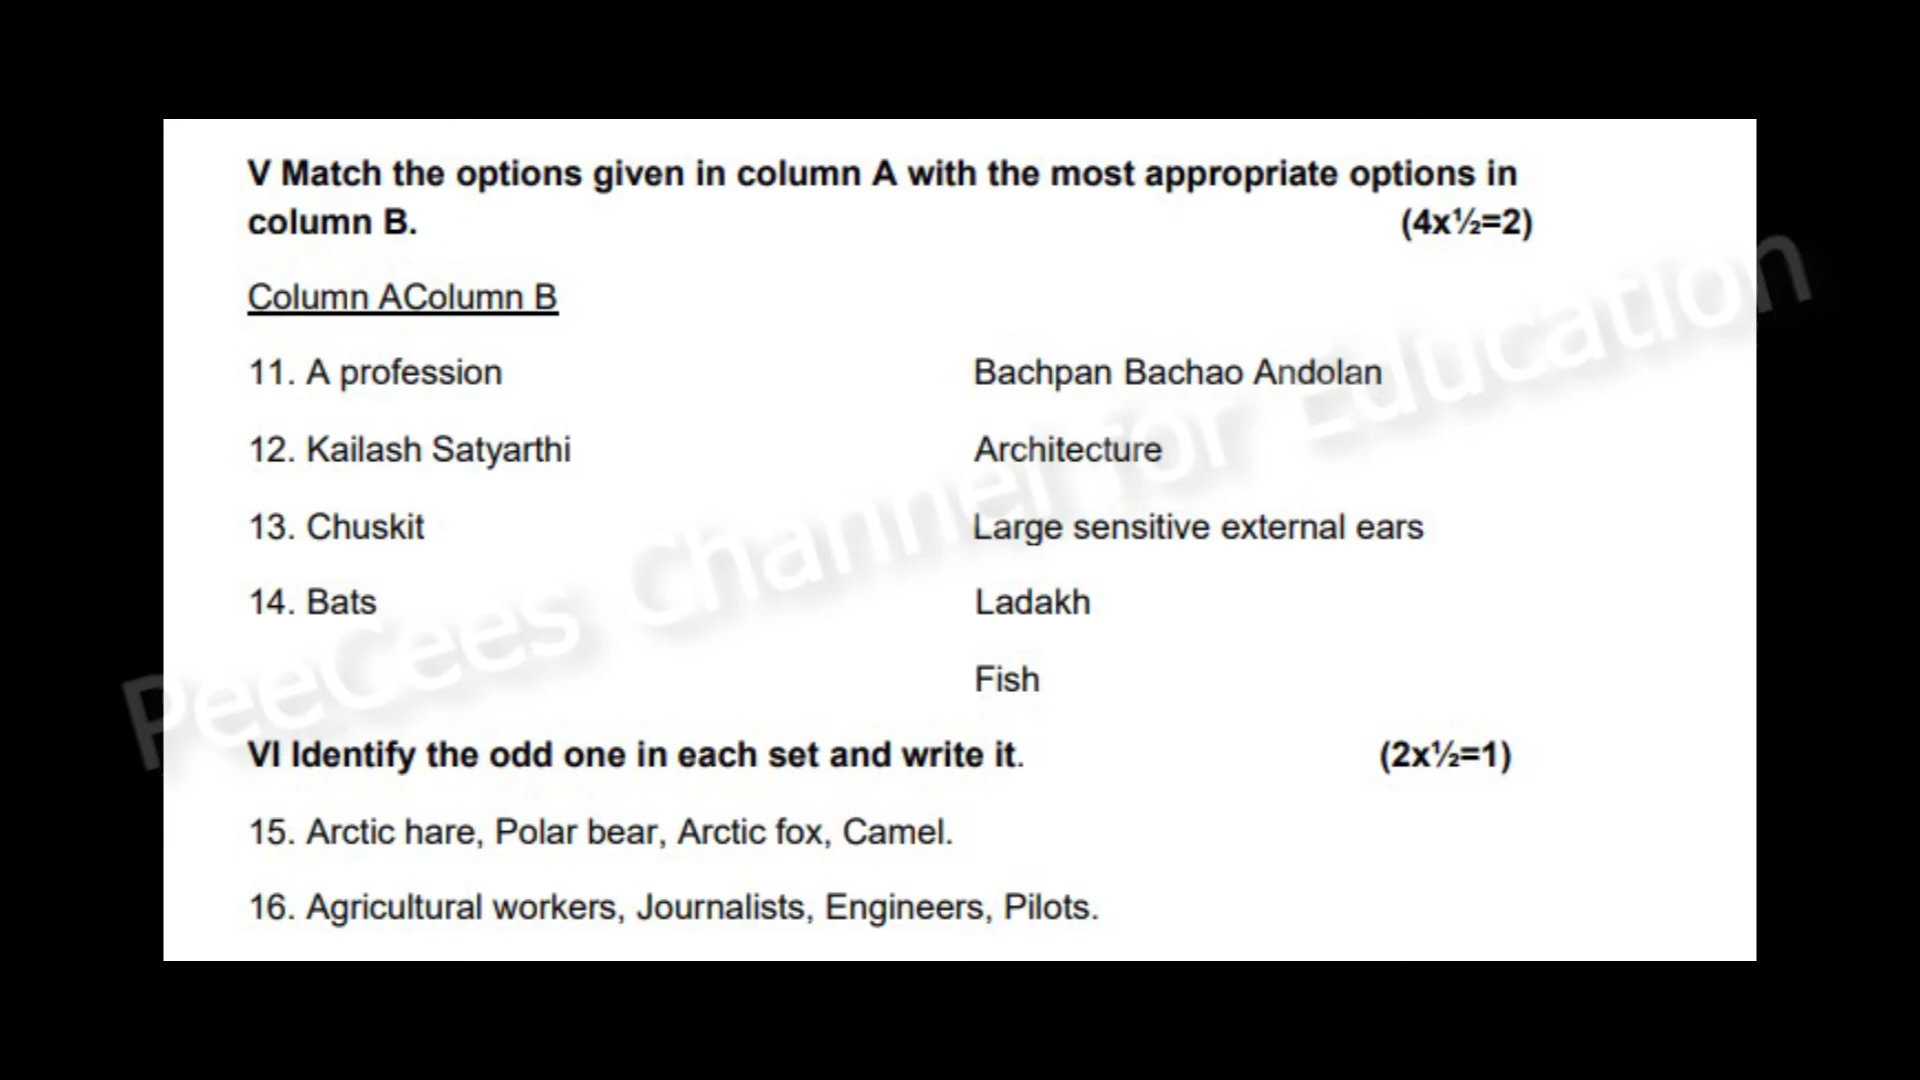 V Match the options given in column A with the most appropriate options in
column B. (4x½=2)
Column AColumn B
11. A profession Bachpan Bachao Andolan
12. Kailash Satyarthi Architecture
13. Chuskit Large sensitive external ears
14. Bats Ladakh
Fish
VI Identify the odd one in each set and write it. (2x½=1)
15. Arctic hare, Polar bear, Arctic fox, Camel.
16. Agricultural workers, Journalists, Engineers, Pilots.
PeeCees Channel for Education